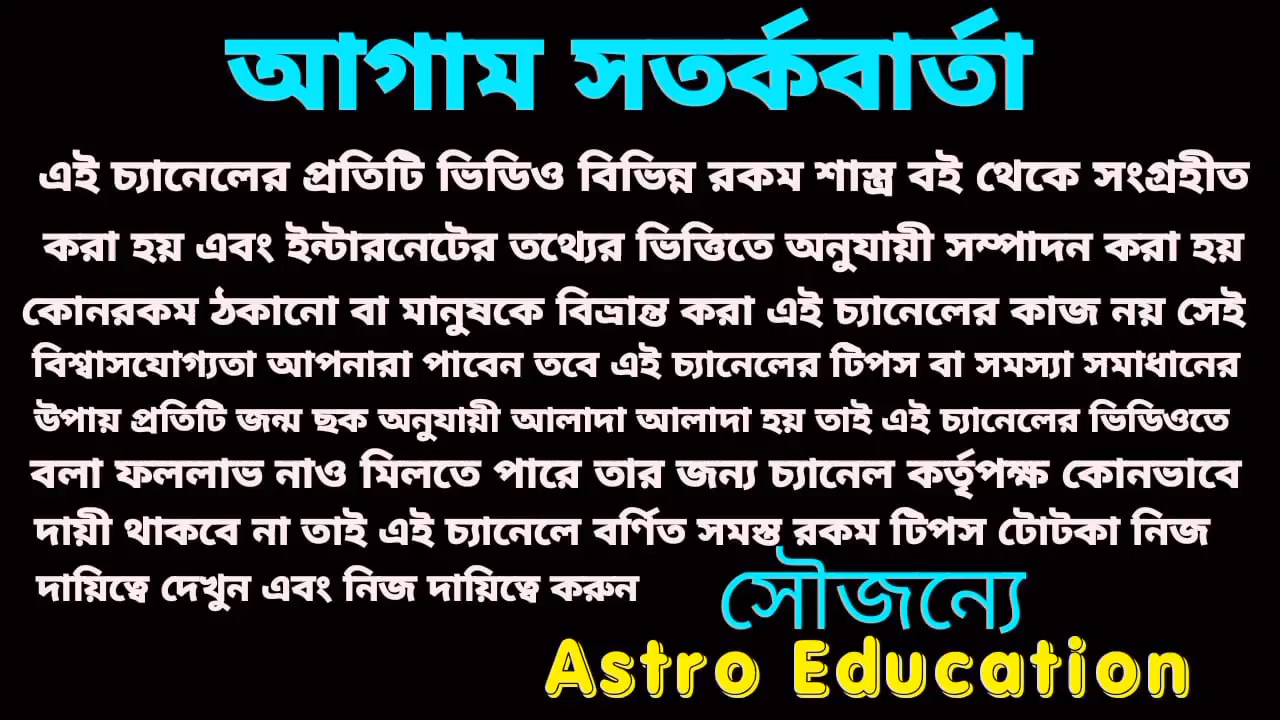 আগাম সতর্কবার্তা
এই চ্যানেলের প্রতিটি ভিডিও বিভিন্ন রকম শাস্ত্র বই থেকে সংগ্রহীত
করা হয় এবং ইন্টারনেটের তথ্যের ভিত্তিতে অনুযায়ী সম্পাদন করা হয়
কোনরকম ঠকানো বা মানুষকে বিভ্রান্ত করা এই চ্যানেলের কাজ নয় সেই
বিশ্বাসযোগ্যতা আপনারা পাবেন তবে এই চ্যানেলের টিপস বা সমস্যা সমাধানের
উপায় প্রতিটি জন্ম ছক অনুযায়ী আলাদা আলাদা হয় তাই এই চ্যানেলের ভিডিওতে
বলা ফললাভ নাও মিলতে পারে তার জন্য চ্যানেল কর্তৃপক্ষ কোনভাবে
দায়ী থাকবে না তাই এই চ্যানেলে বর্ণিত সমস্ত রকম টিপস টোটকা নিজ
দায়িত্বে দেখুন এবং নিজ দায়িত্বে করুন
সৌজন্যে
Astro Education